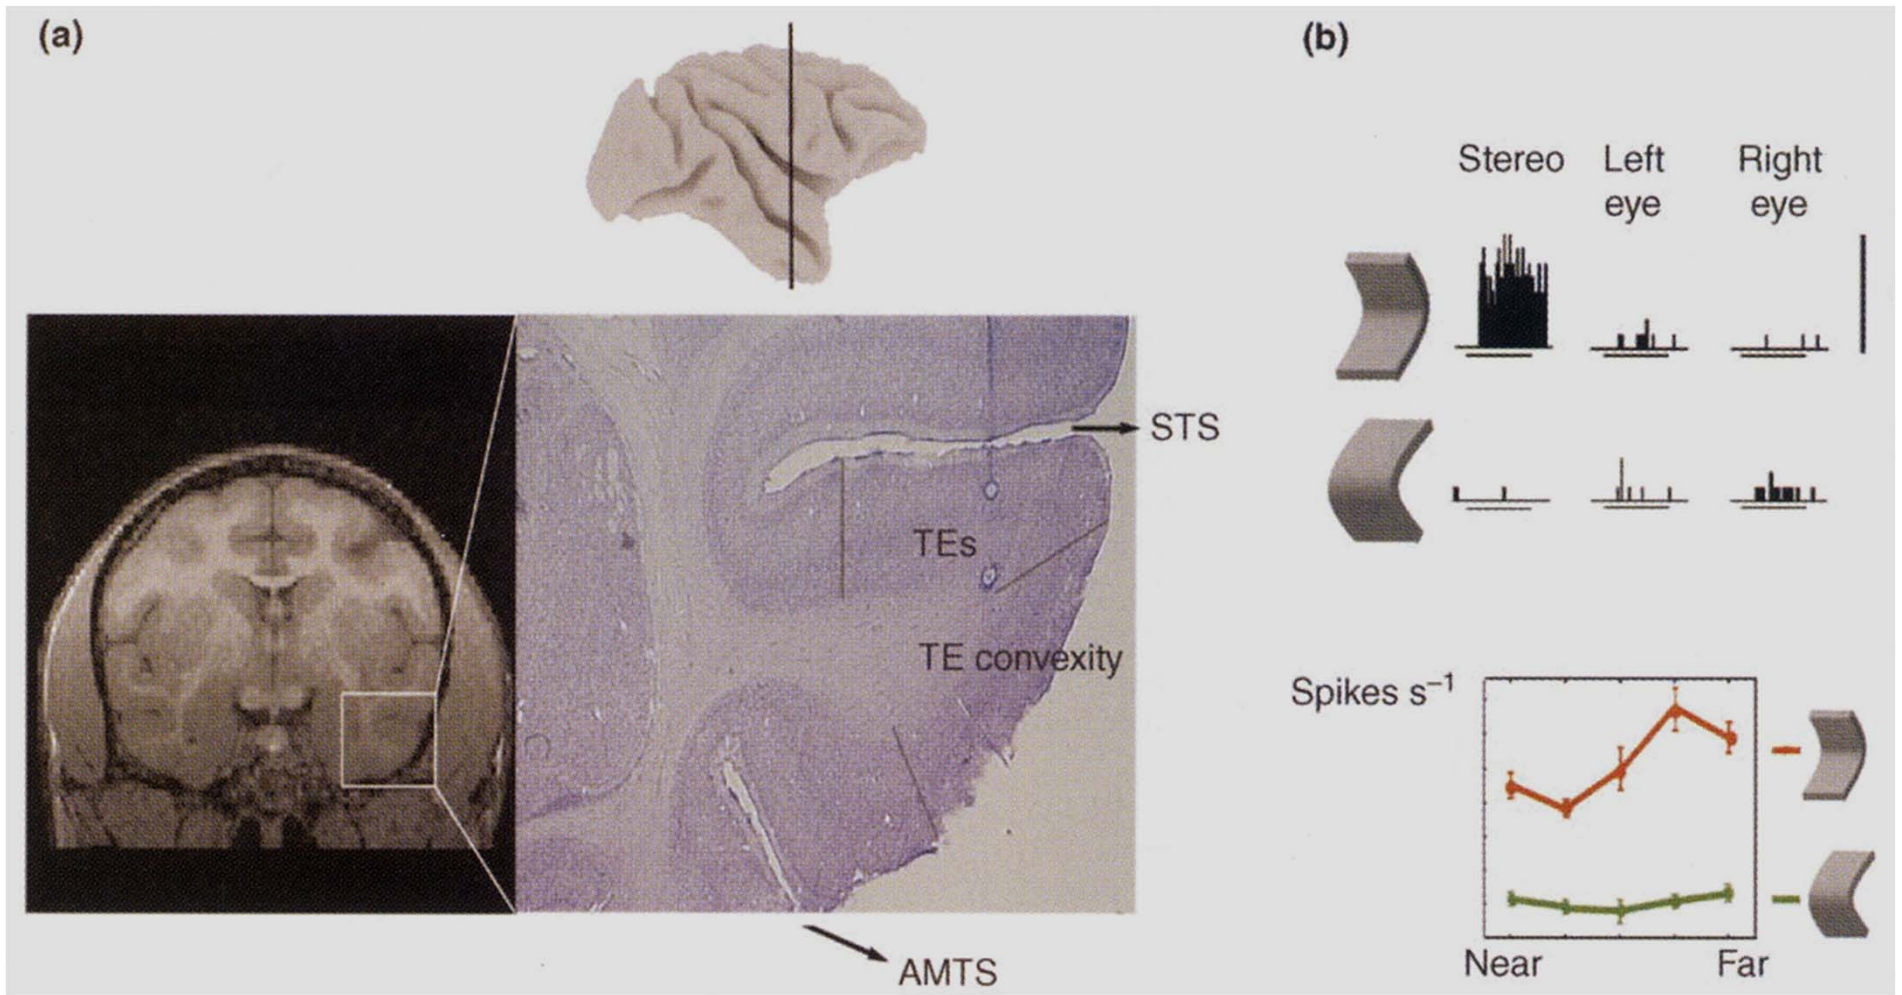 (a)
STS
TEs
TE convexity
AMTS
(b)
Stereo
Left
eye
Right
eye
Spikes s⁻¹
Near
Far